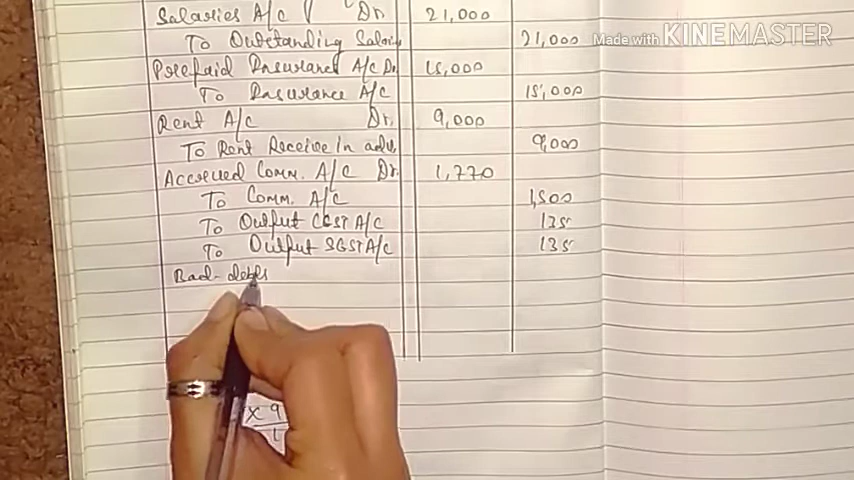 Salaries A/c Dr. 21,000
To Outstanding Salary 21,000
Made with KINEMASTER
Prepaid Insurance A/c Dr. 15,000
To Insurance A/c 15,000
Rent A/c Dr. 9,000
To Rent Receive in adv. 9,000
Accrued Comm. A/c Dr. 1,770
To Comm. A/c 1,500
To Output CGST A/c 135
To Output SGST A/c 135
Bad-debts
x 9